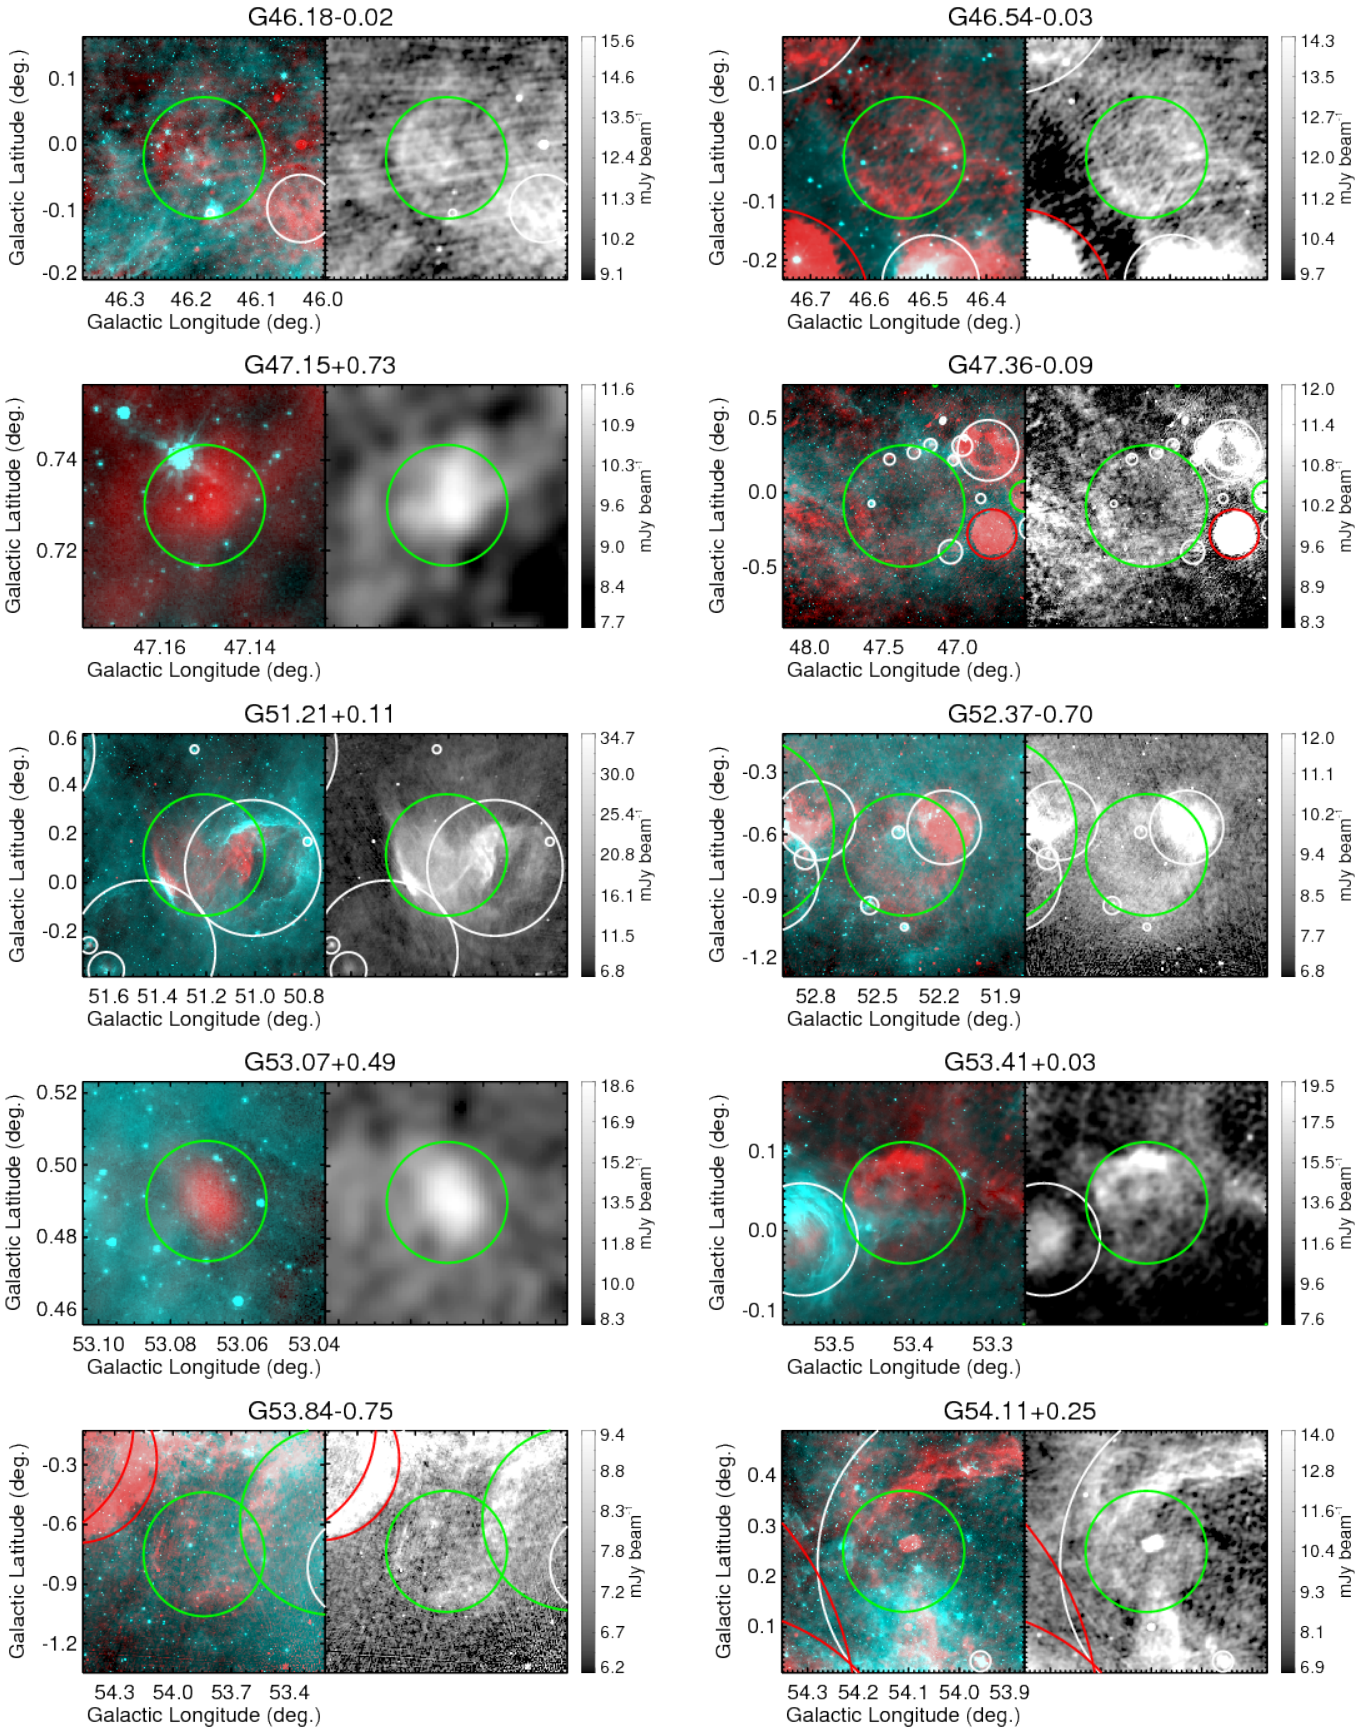 G46.18-0.02
Galactic Latitude (deg.)
0.1
0.0
-0.1
-0.2
46.3 46.2 46.1 46.0
Galactic Longitude (deg.)
15.6
14.6
13.5
12.4
11.3
10.2
9.1
mJy beam-1
G46.54-0.03
Galactic Latitude (deg.)
0.1
0.0
-0.1
-0.2
46.7 46.6 46.5 46.4
Galactic Longitude (deg.)
14.3
13.5
12.7
12.0
11.2
10.4
9.7
mJy beam-1
G47.15+0.73
Galactic Latitude (deg.)
0.74
0.72
47.16 47.14
Galactic Longitude (deg.)
11.6
10.9
10.3
9.6
9.0
8.4
7.7
mJy beam-1
G47.36-0.09
Galactic Latitude (deg.)
0.5
0.0
-0.5
48.0 47.5 47.0
Galactic Longitude (deg.)
12.0
11.4
10.8
10.2
9.6
8.9
8.3
mJy beam-1
G51.21+0.11
Galactic Latitude (deg.)
0.6
0.4
0.2
0.0
-0.2
51.6 51.4 51.2 51.0 50.8
Galactic Longitude (deg.)
34.7
30.0
25.4
20.8
16.1
11.5
6.8
mJy beam-1
G52.37-0.70
Galactic Latitude (deg.)
-0.3
-0.6
-0.9
-1.2
52.8 52.5 52.2 51.9
Galactic Longitude (deg.)
12.0
11.1
10.2
9.4
8.5
7.7
6.8
mJy beam-1
G53.07+0.49
Galactic Latitude (deg.)
0.52
0.50
0.48
0.46
53.10 53.08 53.06 53.04
Galactic Longitude (deg.)
18.6
16.9
15.2
13.5
11.8
10.0
8.3
mJy beam-1
G53.41+0.03
Galactic Latitude (deg.)
0.1
0.0
-0.1
53.5 53.4 53.3
Galactic Longitude (deg.)
19.5
17.5
15.6
13.6
11.6
9.6
7.6
mJy beam-1
G53.84-0.75
Galactic Latitude (deg.)
-0.3
-0.6
-0.9
-1.2
54.3 54.0 53.7 53.4
Galactic Longitude (deg.)
9.4
8.8
8.3
7.8
7.2
6.7
6.2
mJy beam-1
G54.11+0.25
Galactic Latitude (deg.)
0.4
0.3
0.2
0.1
54.3 54.2 54.1 54.0 53.9
Galactic Longitude (deg.)
14.0
12.8
11.6
10.4
9.3
8.1
6.9
mJy beam-1